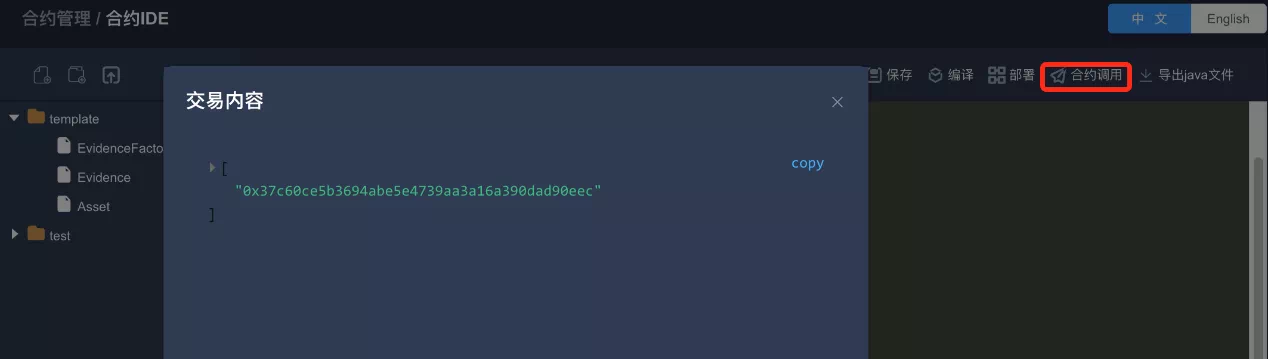 合约管理 / 合约IDE
中 文 English
保存 编译 部署 合约调用 导出java文件
交易内容
template
EvidenceFacto
Evidence
Asset
test
copy
[
"0x37c60ce5b3694abe5e4739aa3a16a390dad90eec"
]